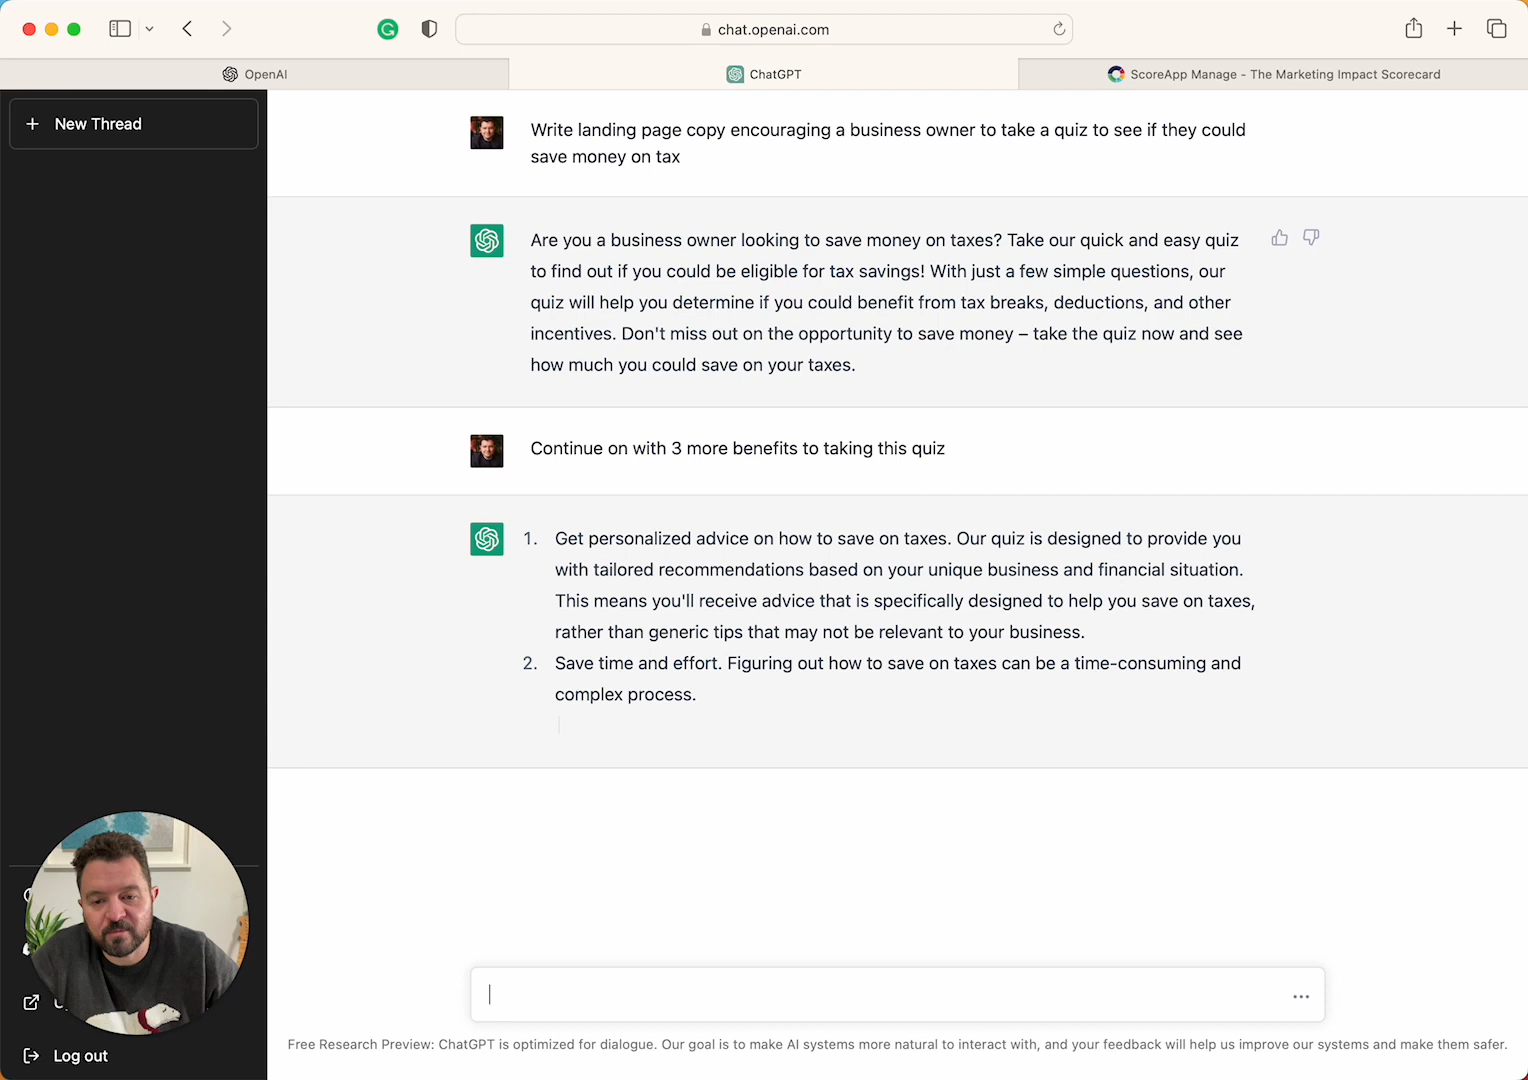 chat.openai.com
OpenAI
ChatGPT
ScoreApp Manage - The Marketing Impact Scorecard
New Thread
Write landing page copy encouraging a business owner to take a quiz to see if they could
save money on tax
Are you a business owner looking to save money on taxes? Take our quick and easy quiz
to find out if you could be eligible for tax savings! With just a few simple questions, our
quiz will help you determine if you could benefit from tax breaks, deductions, and other
incentives. Don't miss out on the opportunity to save money – take the quiz now and see
how much you could save on your taxes.
Continue on with 3 more benefits to taking this quiz
1. Get personalized advice on how to save on taxes. Our quiz is designed to provide you
with tailored recommendations based on your unique business and financial situation.
This means you'll receive advice that is specifically designed to help you save on taxes,
rather than generic tips that may not be relevant to your business.
2. Save time and effort. Figuring out how to save on taxes can be a time-consuming and
complex process.
Log out
Free Research Preview: ChatGPT is optimized for dialogue. Our goal is to make AI systems more natural to interact with, and your feedback will help us improve our systems and make them safer.